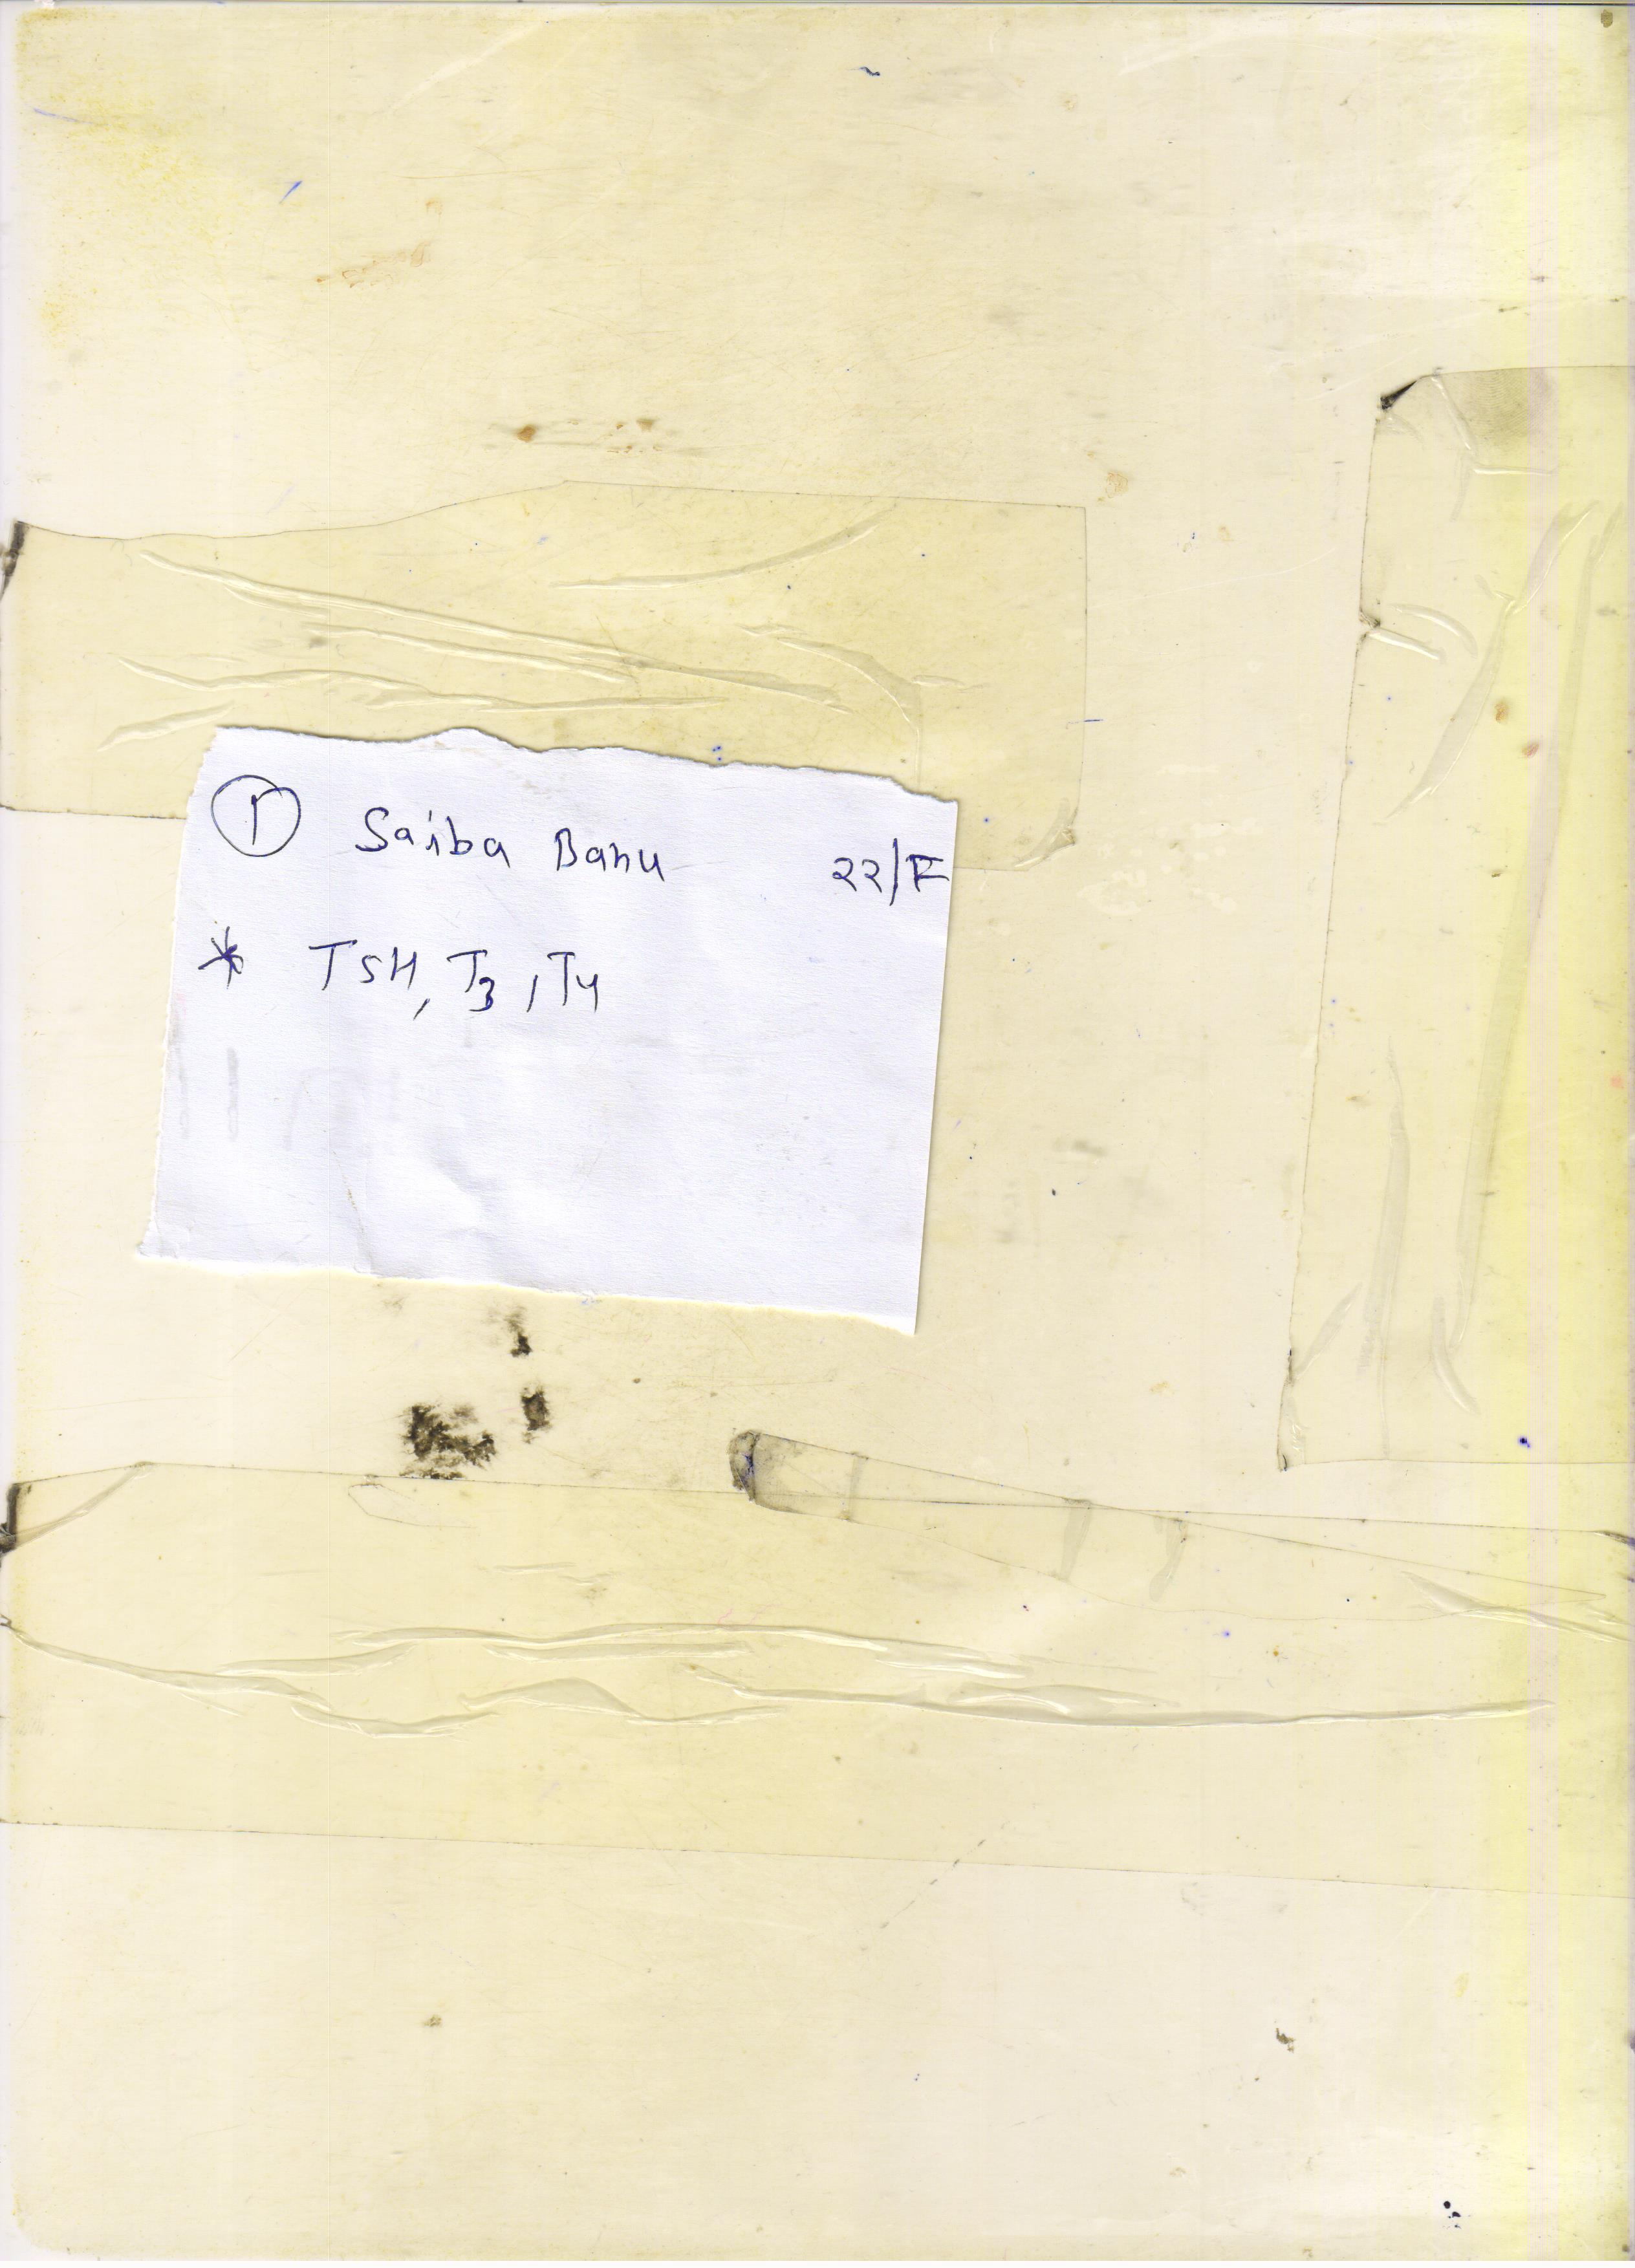 ① Saiba Banu 22/F
* TSH, T3, T4